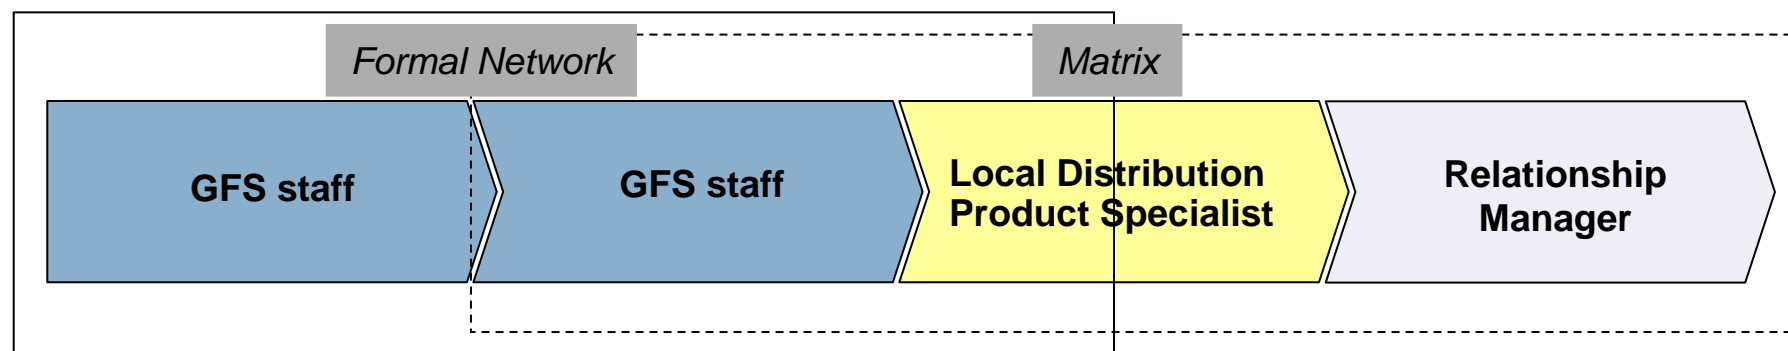 Formal Network
Matrix
GFS staff
GFS staff
Local Distribution
Product Specialist
Relationship
Manager